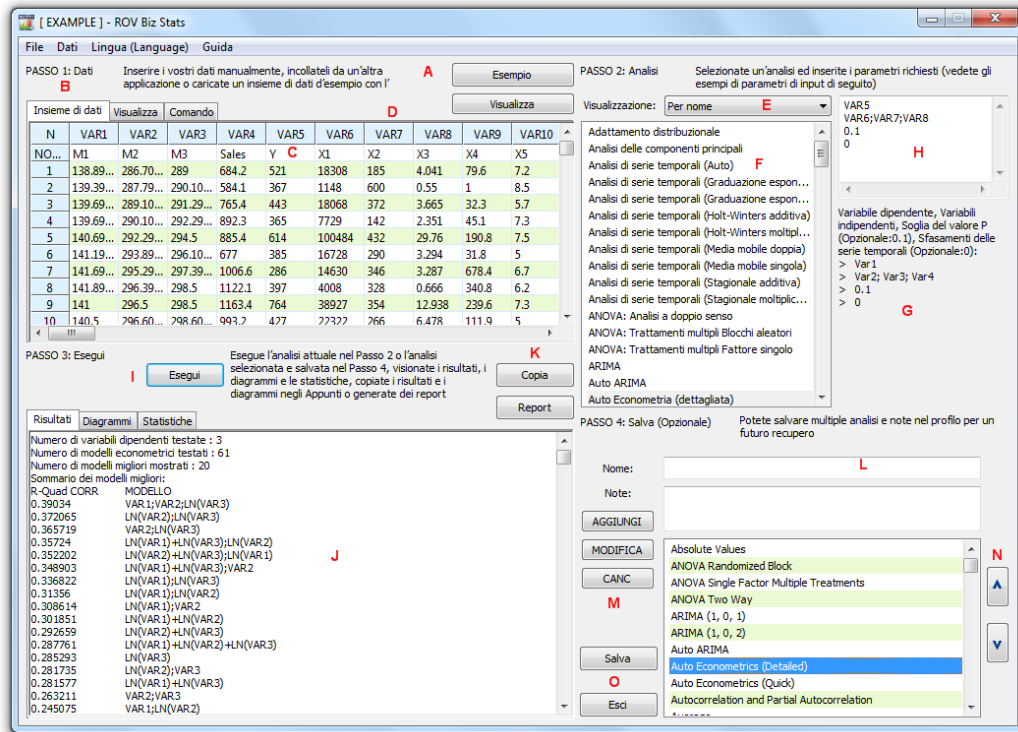 [ EXAMPLE ] - ROV Biz Stats
File Dati Lingua (Language) Guida
PASSO 1: Dati
Inserire i vostri dati manualmente, incollateli da un'altra
applicazione o caricate un insieme di dati d'esempio con l'
A
B
Esempio
Visualizza
D
Insieme di dati Visualizza Comando
N VAR1 VAR2 VAR3 VAR4 VAR5 VAR6 VAR7 VAR8 VAR9 VAR10
NO... M1 M2 M3 Sales Y C X1 X2 X3 X4 X5
1 138.89... 286.70... 289 684.2 521 18308 185 4.041 79.6 7.2
2 139.39... 287.79... 290.10... 584.1 367 1148 600 0.55 1 8.5
3 139.69... 289.10... 291.29... 765.4 443 18068 372 3.665 32.3 5.7
4 139.69... 290.10... 292.29... 892.3 365 7729 142 2.351 45.1 7.3
5 140.69... 292.29... 294.5 885.4 614 100484 432 29.76 190.8 7.5
6 141.19... 293.89... 296.10... 677 385 16728 290 3.294 31.8 5
7 141.69... 295.29... 297.39... 1006.6 286 14630 346 3.287 678.4 6.7
8 141.89... 296.39... 298.5 1122.1 397 4008 328 0.666 340.8 6.2
9 141 296.5 298.5 1163.4 764 38927 354 12.938 239.6 7.3
10 140.5 296.60... 298.60... 993.2 427 22322 266 6.478 111.9 5
PASSO 2: Analisi
Selezionate un'analisi ed inserite i parametri richiesti (vedete gli
esempi di parametri di input di seguito)
Visualizzazione:
Per nome
E
Adattamento distribuzionale
Analisi delle componenti principali
Analisi di serie temporali (Auto)
F
Analisi di serie temporali (Graduazione espon...
Analisi di serie temporali (Graduazione espon...
Analisi di serie temporali (Holt-Winters additiva)
Analisi di serie temporali (Holt-Winters moltipl...
Analisi di serie temporali (Media mobile doppia)
Analisi di serie temporali (Media mobile singola)
Analisi di serie temporali (Stagionale additiva)
Analisi di serie temporali (Stagionale moltiplic...
ANOVA: Analisi a doppio senso
ANOVA: Trattamenti multipli Blocchi aleatori
ANOVA: Trattamenti multipli Fattore singolo
ARIMA
Auto ARIMA
Auto Econometria (dettagliata)
VAR5
VAR6;VAR7;VAR8
0.1
0
H
Variabile dipendente, Variabili
indipendenti, Soglia del valore P
(Opzionale:0.1), Sfasamenti delle
serie temporali (Opzionale:0):
> Var1
> Var2; Var3; Var4
> 0.1
> 0
G
PASSO 3: Esegui
I
Esegui
Esegue l'analisi attuale nel Passo 2 o l'analisi
selezionata e salvata nel Passo 4, visionate i risultati, i
diagrammi e le statistiche, copiate i risultati e i
diagrammi negli Appunti o generate dei report
K
Copia
Report
Risultati Diagrammi Statistiche
Numero di variabili dipendenti testate : 3
Numero di modelli econometrici testati : 61
Numero di modelli migliori mostrati : 20
Sommario dei modelli migliori:
R-Quad CORR MODELLO
0.39034 VAR1;VAR2;LN(VAR3)
0.372065 LN(VAR2);LN(VAR3)
0.365719 VAR2;LN(VAR3)
0.35724 LN(VAR1)+LN(VAR3);LN(VAR2)
0.352202 LN(VAR2)+LN(VAR3);LN(VAR1)
0.348903 LN(VAR1)+LN(VAR3);VAR2
0.336822 LN(VAR1);LN(VAR3)
0.31356 LN(VAR1);LN(VAR2)
0.308614 LN(VAR1);VAR2
0.301851 LN(VAR1)+LN(VAR2)
0.292659 LN(VAR2)+LN(VAR3)
0.287761 LN(VAR1)+LN(VAR2)+LN(VAR3)
0.285293 LN(VAR3)
0.281735 LN(VAR2);VAR3
0.281577 LN(VAR1)+LN(VAR3)
0.263211 VAR2;VAR3
0.245075 VAR1;LN(VAR2)
J
PASSO 4: Salva (Opzionale)
Potete salvare multiple analisi e note nel profilo per un
futuro recupero
Nome:
L
Note:
AGGIUNGI
MODIFICA
CANC
M
Salva
O
Esci
Absolute Values
ANOVA Randomized Block
ANOVA Single Factor Multiple Treatments
ANOVA Two Way
ARIMA (1, 0, 1)
ARIMA (1, 0, 2)
Auto ARIMA
Auto Econometrics (Detailed)
Auto Econometrics (Quick)
Autocorrelation and Partial Autocorrelation
Average
N